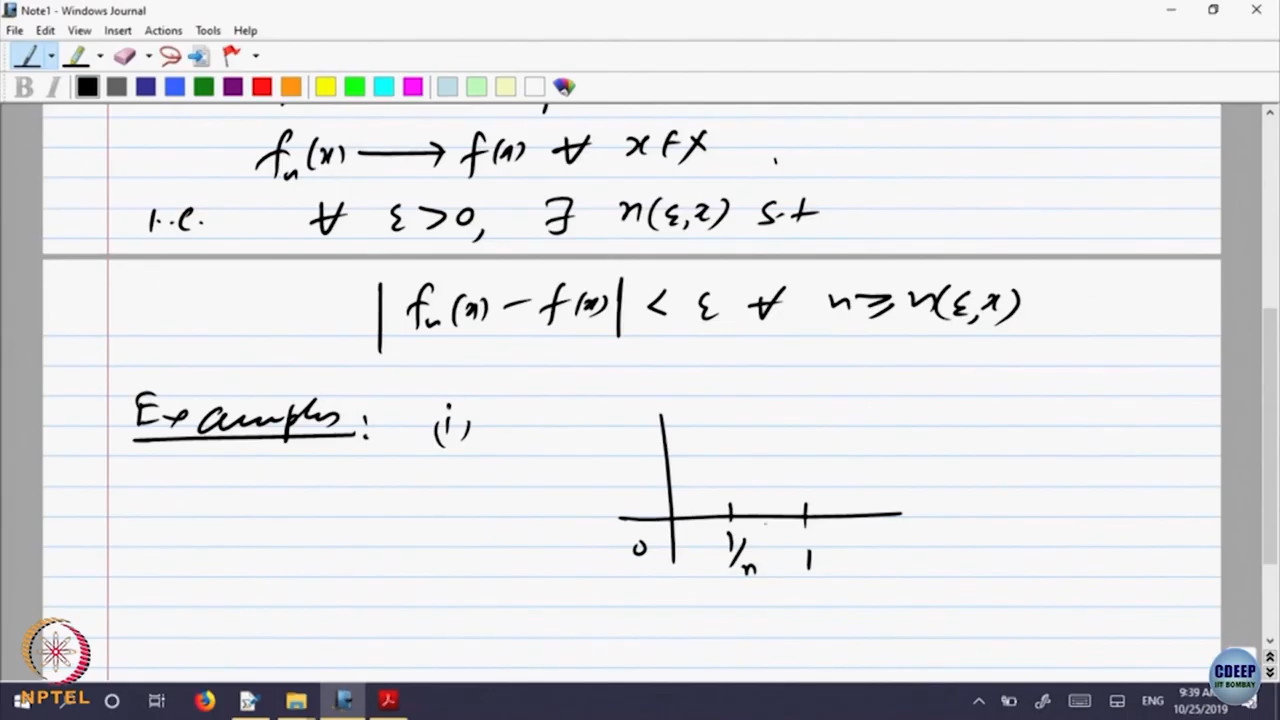 Note1 - Windows Journal
File Edit View Insert Actions Tools Help
B I
fₙ(x) ⟶ f(x) ∀ x ∈ X .
i.e. ∀ ε > 0, ∃ n(ε,x) s.t
| fₙ(x) − f(x) | < ε ∀ n ≥ n(ε,x)
Examples: (i)
0 1/n 1
NPTEL
CDEEP
IIT BOMBAY
ENG
9:39 AM
10/25/2019